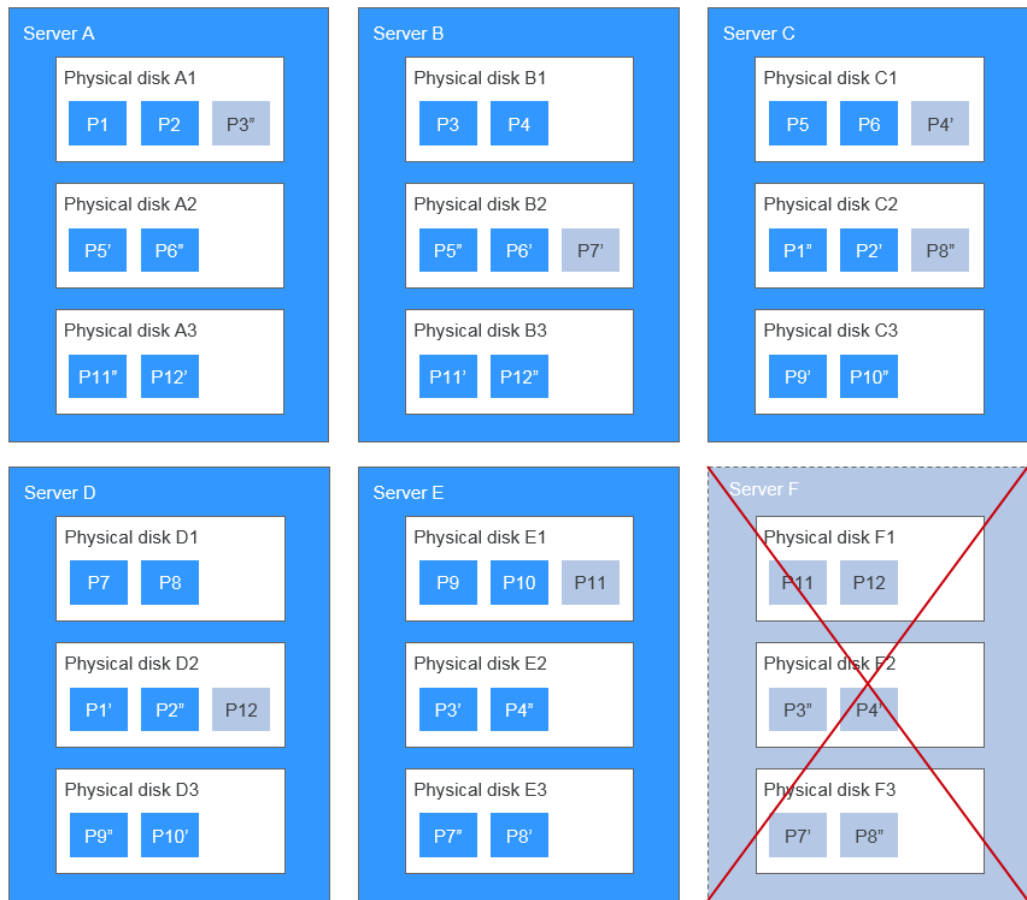 Server A
Physical disk A1
P1 P2 P3”
Physical disk A2
P5’ P6”
Physical disk A3
P11” P12’
Server B
Physical disk B1
P3 P4
Physical disk B2
P5” P6’ P7’
Physical disk B3
P11’ P12”
Server C
Physical disk C1
P5 P6 P4’
Physical disk C2
P1” P2’ P8”
Physical disk C3
P9’ P10”
Server D
Physical disk D1
P7 P8
Physical disk D2
P1’ P2” P12
Physical disk D3
P9” P10’
Server E
Physical disk E1
P9 P10 P11
Physical disk E2
P3’ P4”
Physical disk E3
P7” P8’
Server F
Physical disk F1
P11 P12
Physical disk F2
P3” P4’
Physical disk F3
P7’ P8”